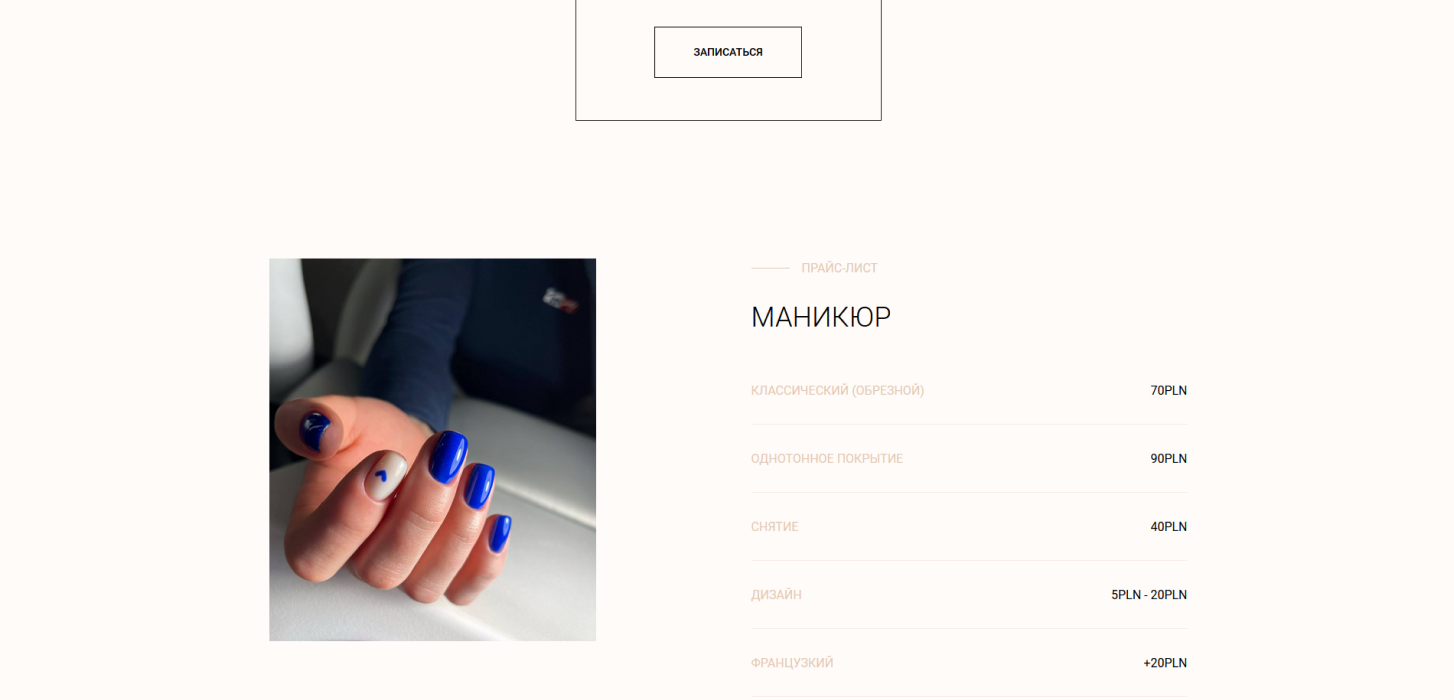 ЗАПИСАТЬСЯ
ПРАЙС-ЛИСТ
МАНИКЮР
КЛАССИЧЕСКИЙ (ОБРЕЗНОЙ) 70PLN
ОДНОТОННОЕ ПОКРЫТИЕ 90PLN
СНЯТИЕ 40PLN
ДИЗАЙН 5PLN - 20PLN
ФРАНЦУЗКИЙ +20PLN